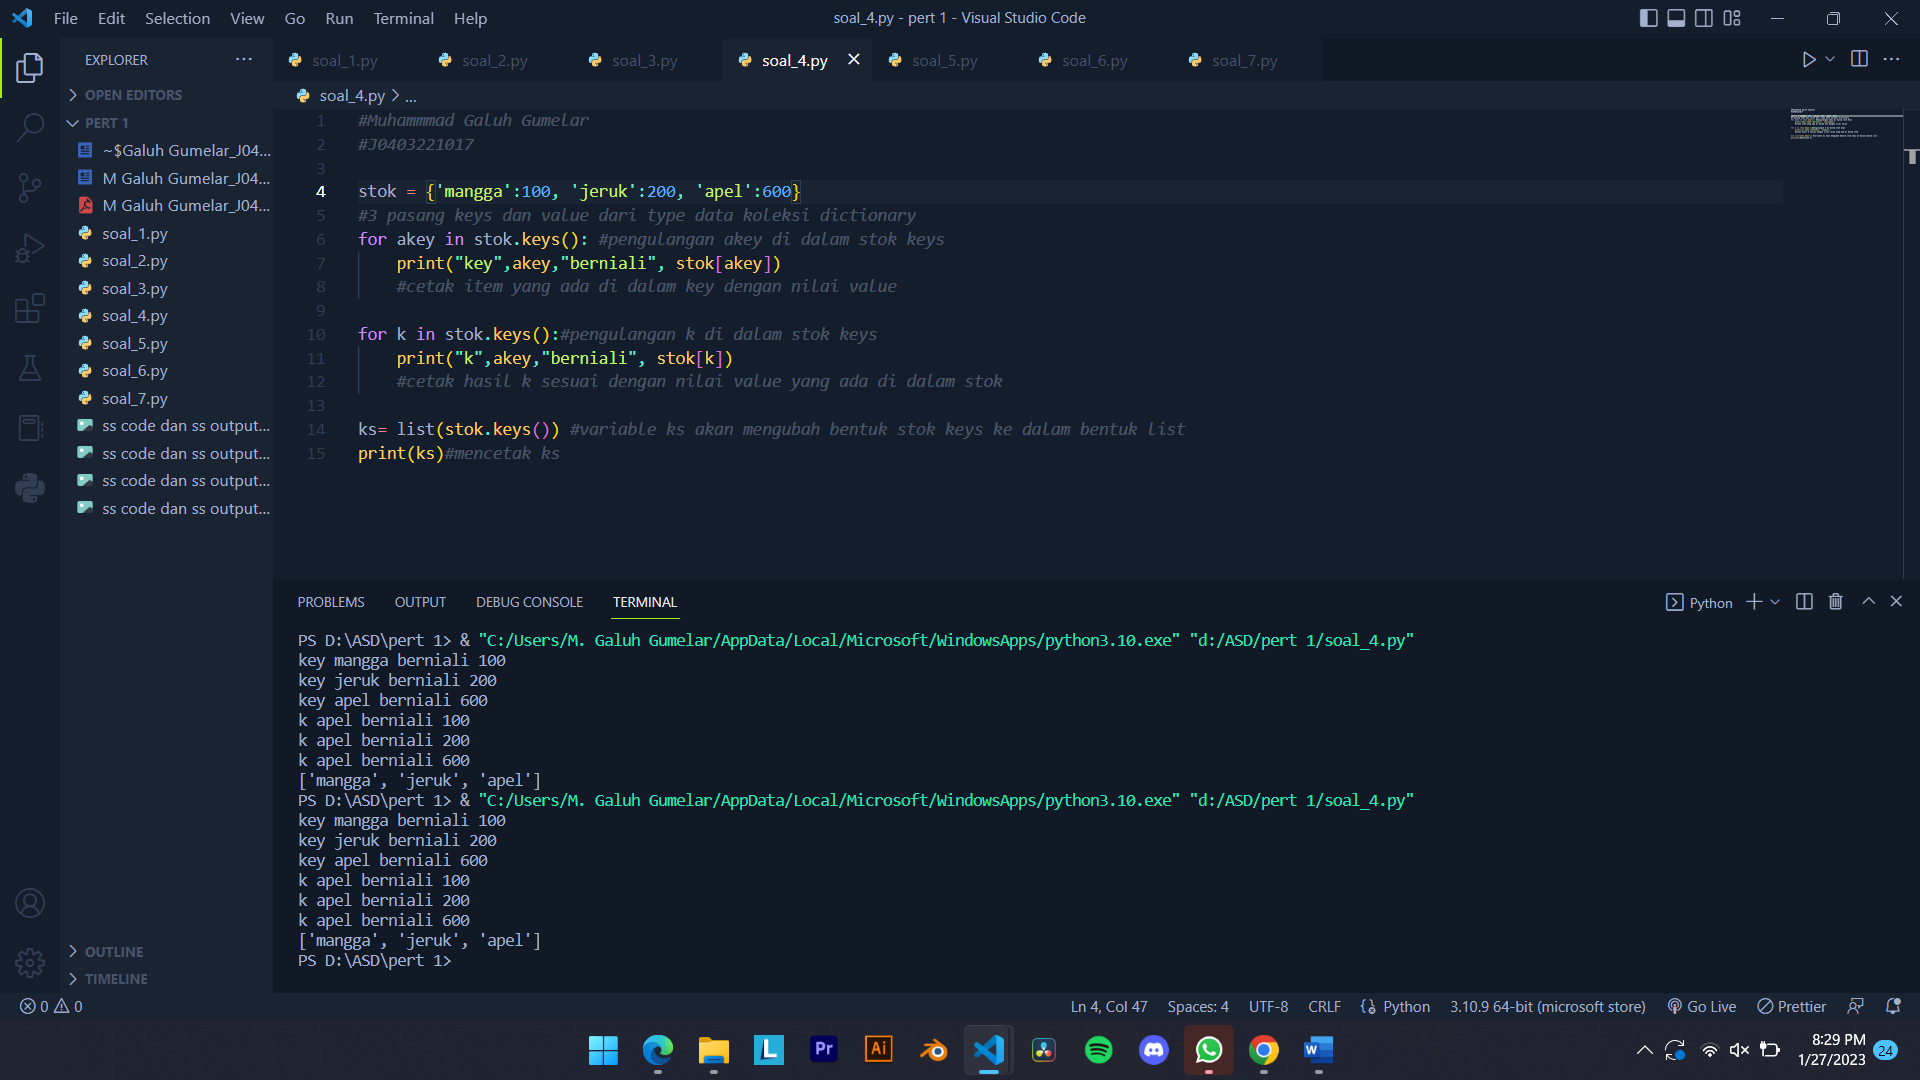 File Edit Selection View Go Run Terminal Help
soal_4.py - pert 1 - Visual Studio Code
EXPLORER
OPEN EDITORS
PERT 1
~$Galuh Gumelar_J04...
M Galuh Gumelar_J04...
M Galuh Gumelar_J04...
soal_1.py
soal_2.py
soal_3.py
soal_4.py
soal_5.py
soal_6.py
soal_7.py
ss code dan ss output...
ss code dan ss output...
ss code dan ss output...
ss code dan ss output...
OUTLINE
TIMELINE
soal_1.py soal_2.py soal_3.py soal_4.py soal_5.py soal_6.py soal_7.py
soal_4.py > ...
1 #Muhammmad Galuh Gumelar
2 #J0403221017
3
4 stok = {'mangga':100, 'jeruk':200, 'apel':600}
5 #3 pasang keys dan value dari type data koleksi dictionary
6 for akey in stok.keys(): #pengulangan akey di dalam stok keys
7 print("key",akey,"berniali", stok[akey])
8 #cetak item yang ada di dalam key dengan nilai value
9
10 for k in stok.keys():#pengulangan k di dalam stok keys
11 print("k",akey,"berniali", stok[k])
12 #cetak hasil k sesuai dengan nilai value yang ada di dalam stok
13
14 ks= list(stok.keys()) #variable ks akan mengubah bentuk stok keys ke dalam bentuk list
15 print(ks)#mencetak ks
PROBLEMS OUTPUT DEBUG CONSOLE TERMINAL
Python
PS D:\ASD\pert 1> & "C:/Users/M. Galuh Gumelar/AppData/Local/Microsoft/WindowsApps/python3.10.exe" "d:/ASD/pert 1/soal_4.py"
key mangga berniali 100
key jeruk berniali 200
key apel berniali 600
k apel berniali 100
k apel berniali 200
k apel berniali 600
['mangga', 'jeruk', 'apel']
PS D:\ASD\pert 1> & "C:/Users/M. Galuh Gumelar/AppData/Local/Microsoft/WindowsApps/python3.10.exe" "d:/ASD/pert 1/soal_4.py"
key mangga berniali 100
key jeruk berniali 200
key apel berniali 600
k apel berniali 100
k apel berniali 200
k apel berniali 600
['mangga', 'jeruk', 'apel']
PS D:\ASD\pert 1>
0 0
Ln 4, Col 47 Spaces: 4 UTF-8 CRLF Python 3.10.9 64-bit (microsoft store) Go Live Prettier
L Pr Ai W
8:29 PM
1/27/2023 24